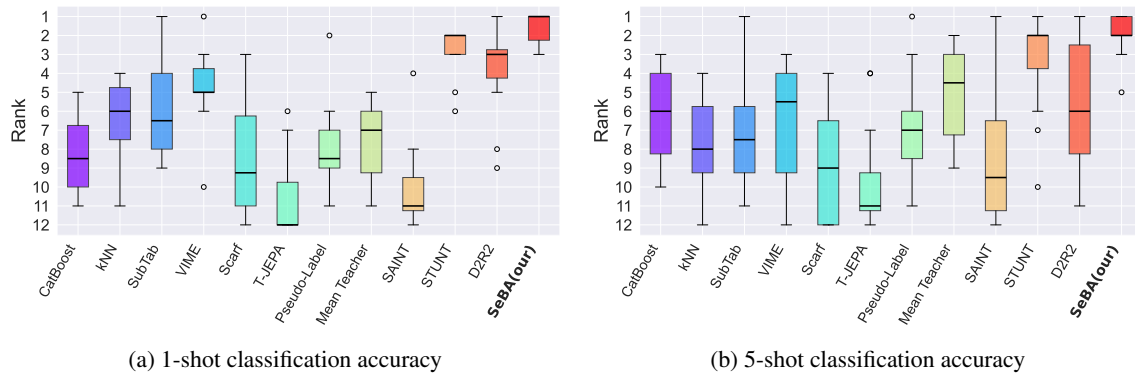 Rank
1
2
3
4
5
6
7
8
9
10
11
12
CatBoost
kNN
SubTab
VIME
Scarf
T-JEPA
Pseudo-Label
Mean Teacher
SAINT
STUNT
D2R2
SeBA(our)
(a) 1-shot classification accuracy
Rank
1
2
3
4
5
6
7
8
9
10
11
12
CatBoost
kNN
SubTab
VIME
Scarf
T-JEPA
Pseudo-Label
Mean Teacher
SAINT
STUNT
D2R2
SeBA(our)
(b) 5-shot classification accuracy